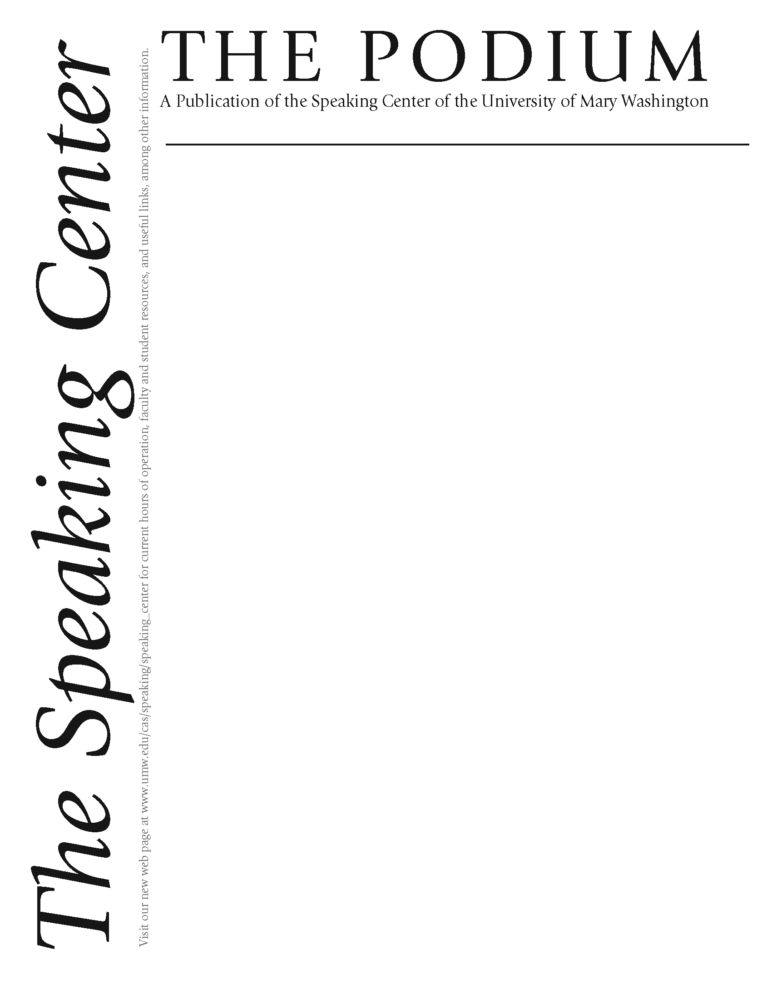 THE PODIUM
A Publication of the Speaking Center of the University of Mary Washington
The Speaking Center
Visit our new web page at www.umw.edu/cas/speaking/speaking_center for current hours of operation, faculty and student resources, and useful links, among other information.